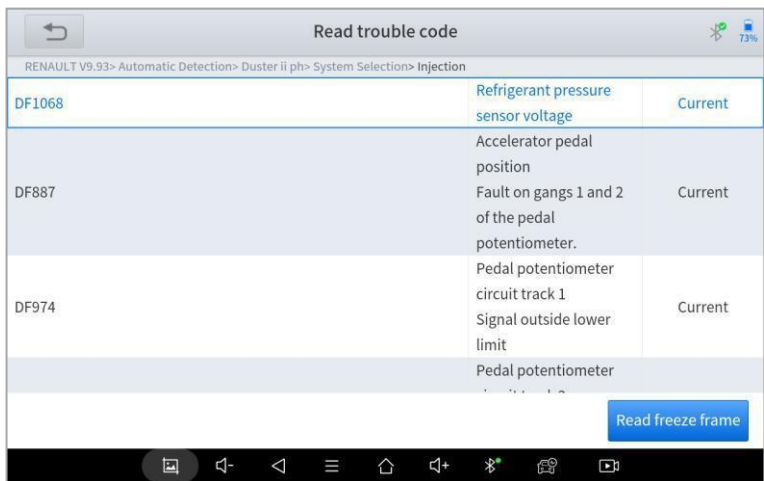 Read trouble code
73%
RENAULT V9.93> Automatic Detection> Duster ii ph> System Selection> Injection
DF1068
Refrigerant pressure
sensor voltage
Current
DF887
Accelerator pedal
position
Fault on gangs 1 and 2
of the pedal
potentiometer.
Current
DF974
Pedal potentiometer
circuit track 1
Signal outside lower
limit
Current
Pedal potentiometer
Read freeze frame